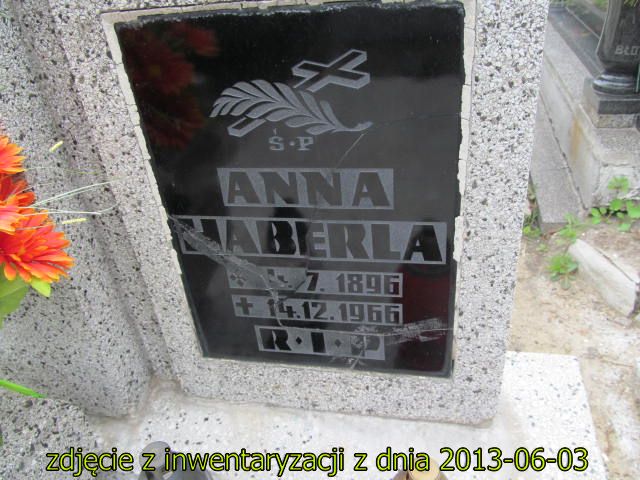 Ś.P
ANNA
HABERLA
7. 1896
+ 14.12.1966
R.I.P
zdjęcie z inwentaryzacji z dnia 2013-06-03